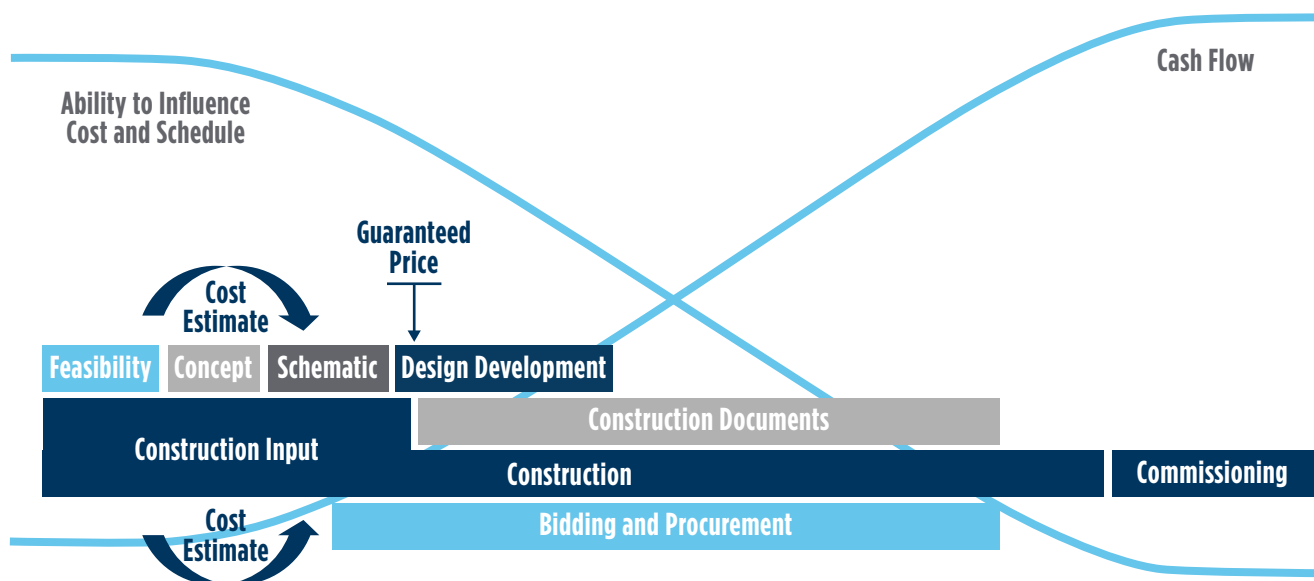 Cash Flow
Ability to Influence
Cost and Schedule
Guaranteed
Price
Cost
Estimate
Feasibility
Concept
Schematic
Design Development
Construction Documents
Construction Input
Construction
Commissioning
Bidding and Procurement
Cost
Estimate